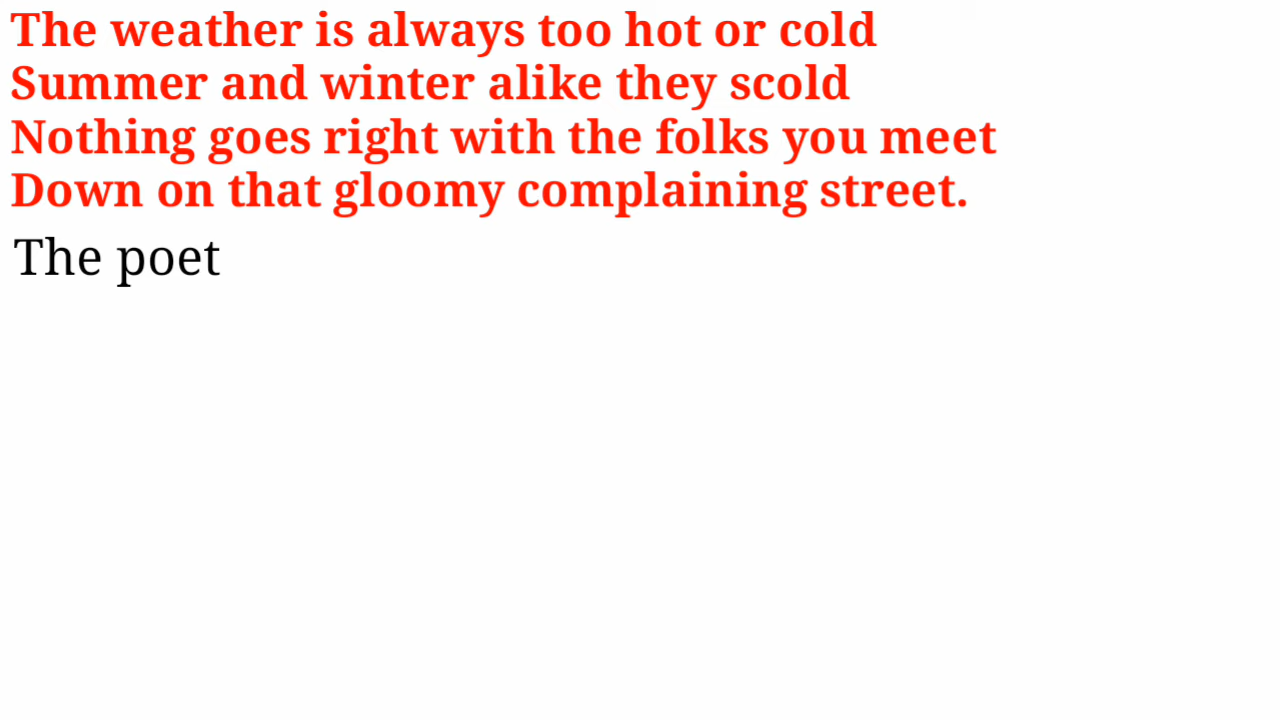 The weather is always too hot or cold
Summer and winter alike they scold
Nothing goes right with the folks you meet
Down on that gloomy complaining street.
The poet